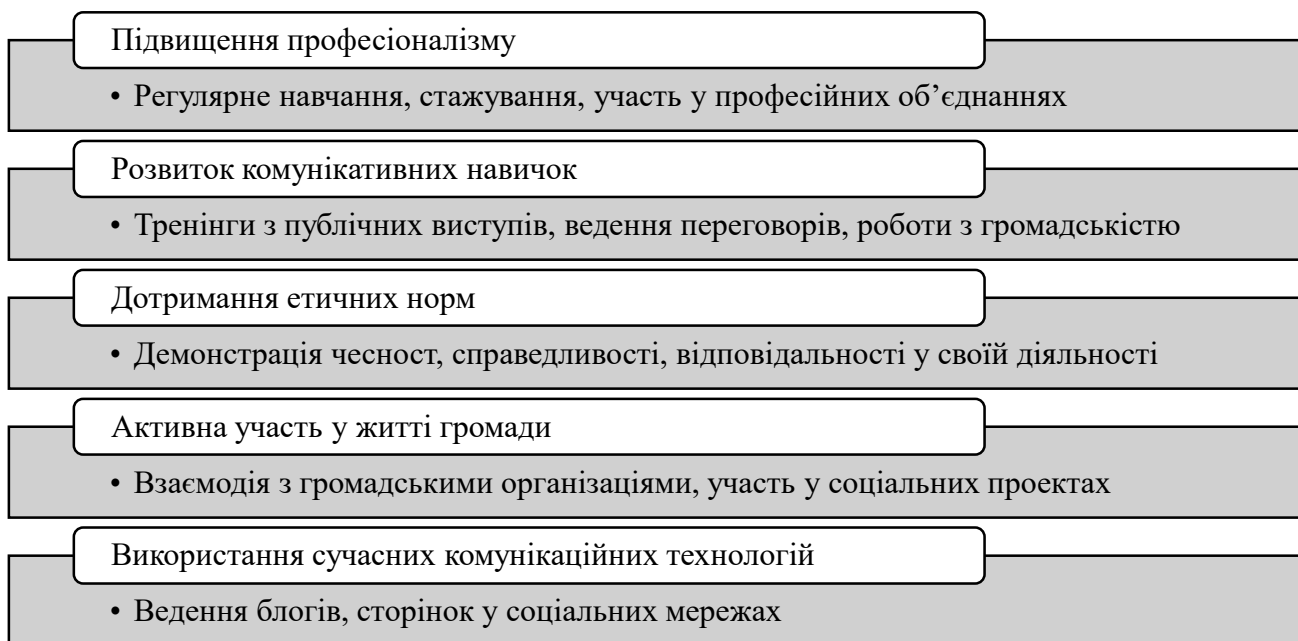 Підвищення професіоналізму
• Регулярне навчання, стажування, участь у професійних об’єднаннях
Розвиток комунікативних навичок
• Тренінги з публічних виступів, ведення переговорів, роботи з громадськістю
Дотримання етичних норм
• Демонстрація чесност, справедливості, відповідальності у своїй діяльності
Активна участь у житті громади
• Взаємодія з громадськими організаціями, участь у соціальних проектах
Використання сучасних комунікаційних технологій
• Ведення блогів, сторінок у соціальних мережах